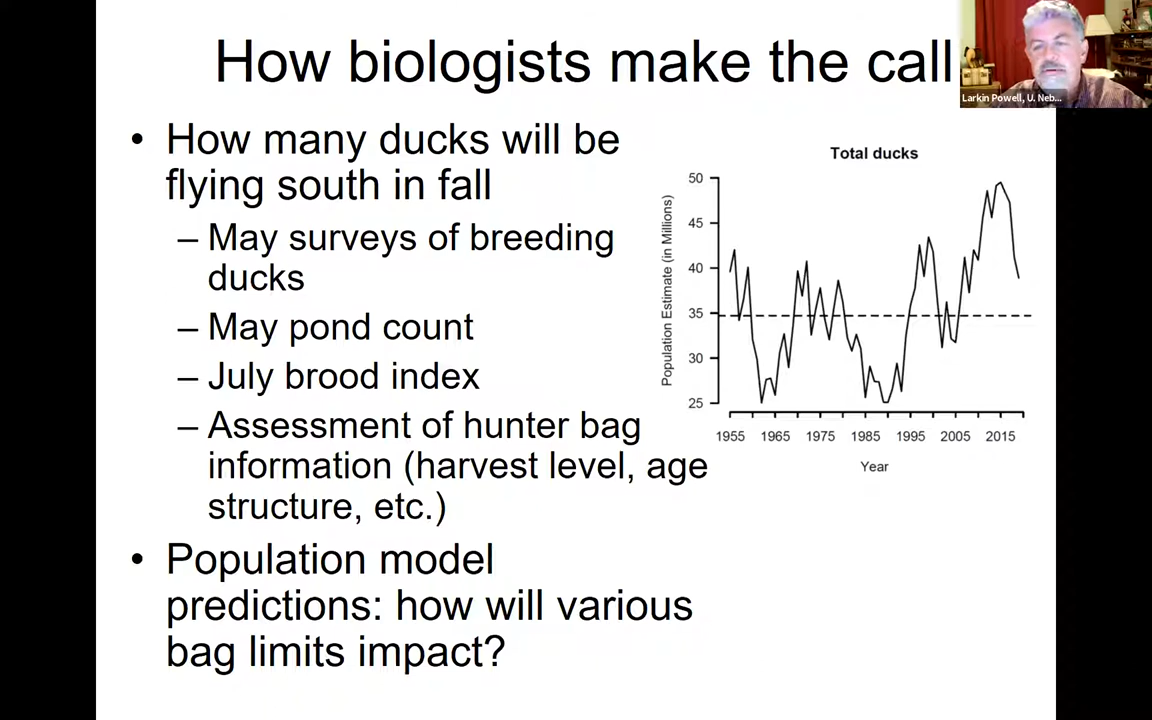 How biologists make the call
Larkin Powell, U. Neb...
• How many ducks will be
flying south in fall
– May surveys of breeding
ducks
– May pond count
– July brood index
– Assessment of hunter bag
information (harvest level, age
structure, etc.)
• Population model
predictions: how will various
bag limits impact?
Total ducks
Population Estimate (in Millions)
50
45
40
35
30
25
1955 1965 1975 1985 1995 2005 2015
Year